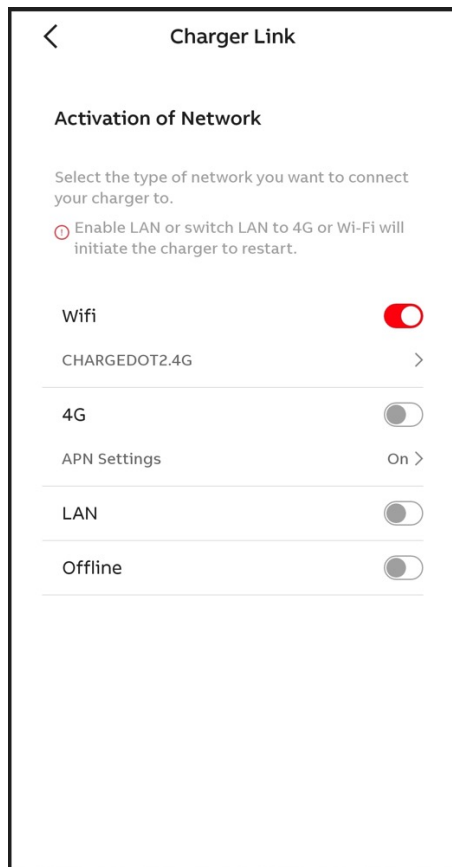 Charger Link
Activation of Network
Select the type of network you want to connect
your charger to.
Enable LAN or switch LAN to 4G or Wi-Fi will
initiate the charger to restart.
Wifi
CHARGEDOT2.4G
4G
APN Settings On
LAN
Offline